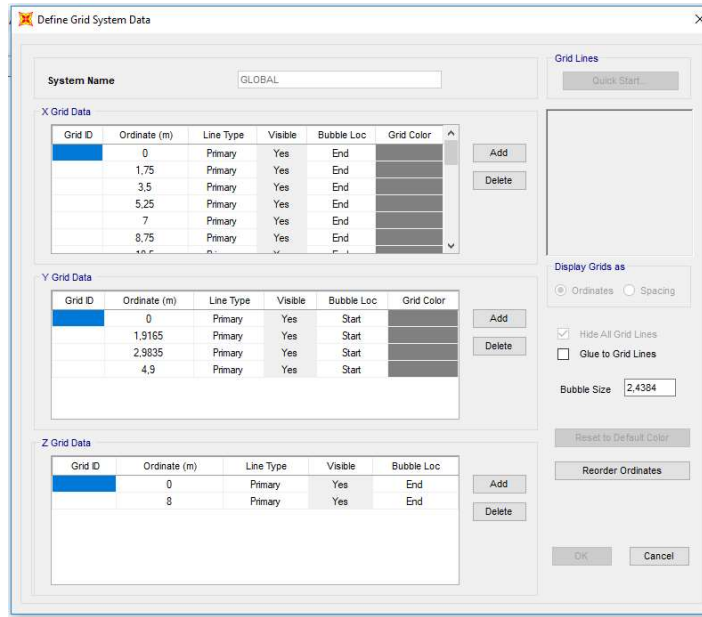 Define Grid System Data
System Name GLOBAL
Grid Lines
Quick Start...
X Grid Data
Grid ID Ordinate (m) Line Type Visible Bubble Loc Grid Color
0 Primary Yes End
1,75 Primary Yes End
3,5 Primary Yes End
5,25 Primary Yes End
7 Primary Yes End
8,75 Primary Yes End
Add
Delete
Y Grid Data
Grid ID Ordinate (m) Line Type Visible Bubble Loc Grid Color
0 Primary Yes Start
1,9165 Primary Yes Start
2,9835 Primary Yes Start
4,9 Primary Yes Start
Add
Delete
Z Grid Data
Grid ID Ordinate (m) Line Type Visible Bubble Loc
0 Primary Yes End
8 Primary Yes End
Add
Delete
Display Grids as
Ordinates Spacing
Hide All Grid Lines
Glue to Grid Lines
Bubble Size 2,4384
Reset to Default Color
Reorder Ordinates
OK Cancel